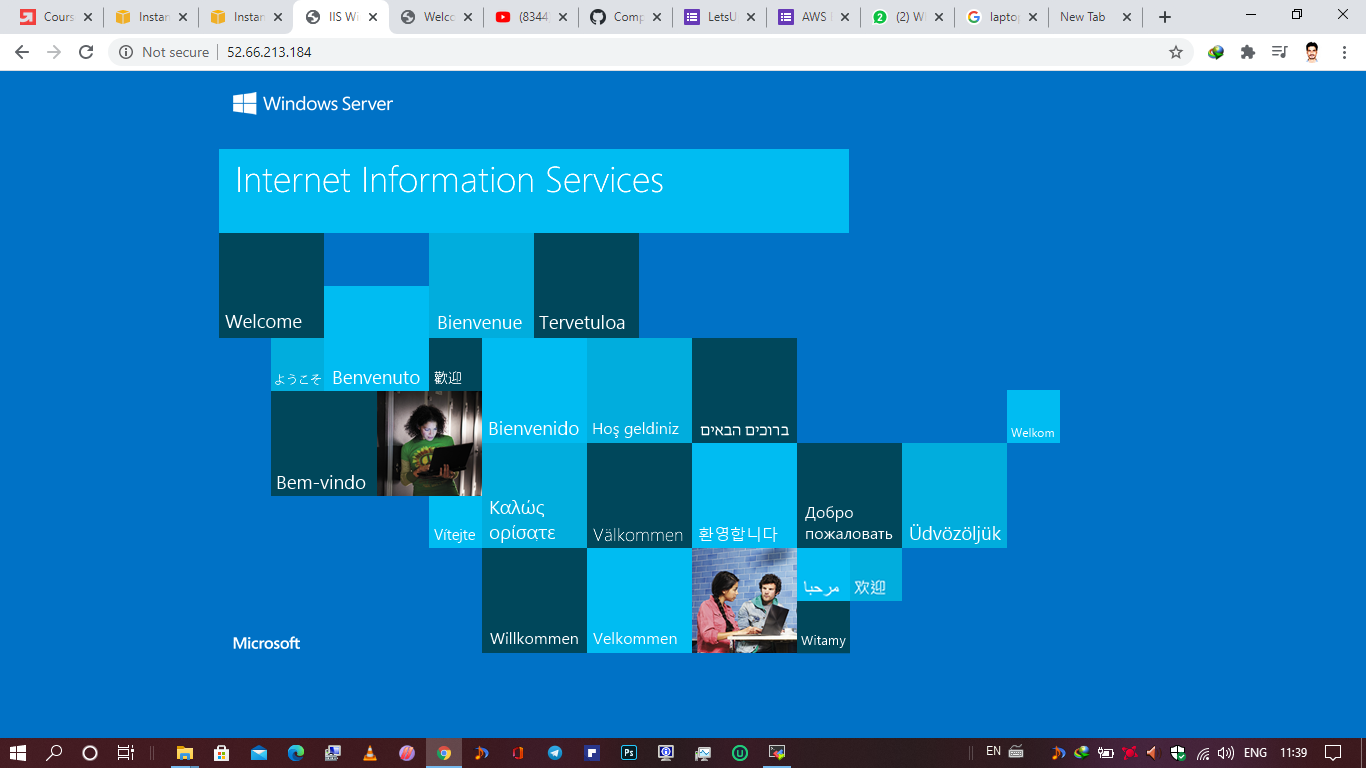 Cours
Instan
Instan
IIS Wi
Welco
(8344
Comp
LetsU
AWS
(2) W
laptop
New Tab
Not secure
52.66.213.184
Windows Server
Internet Information Services
Welcome
Bienvenue
Tervetuloa
ようこそ
Benvenuto
歡迎
Bienvenido
Hoş geldiniz
ברוכים הבאים
Welkom
Bem-vindo
Vítejte
Καλώς
ορίσατε
Välkommen
환영합니다
Добро
пожаловать
Üdvözöljük
Willkommen
Velkommen
مرحبا
欢迎
Witamy
Microsoft
EN
ENG
11:39